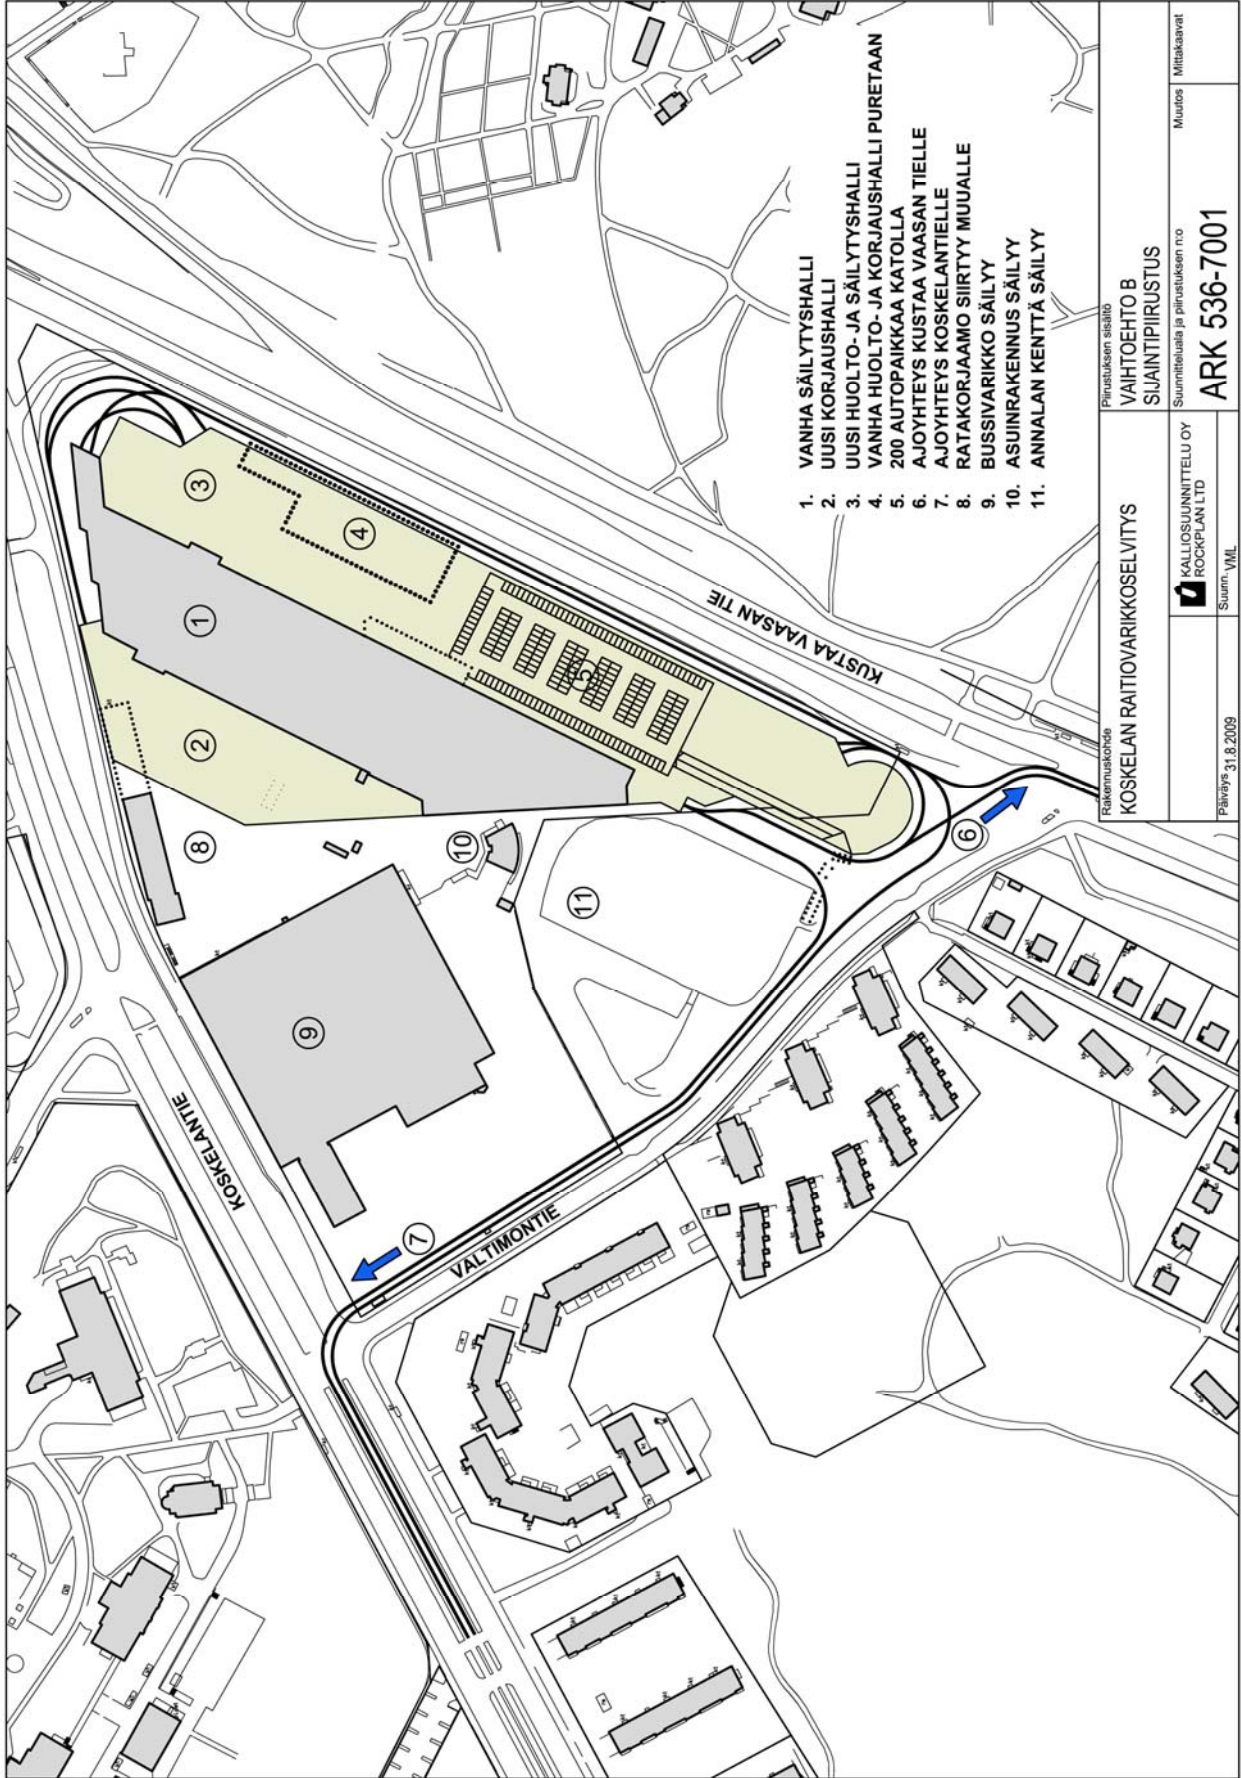 KOSKELANTIE
VALTIMONTIE
KUSTAA VAASAN TIE
1
2
3
4
5
6
7
8
9
10
11
1. VANHA SÄILYTYSHALLI
2. UUSI KORJAUSHALLI
3. UUSI HUOLTO- JA SÄILYTYSHALLI
4. VANHA HUOLTO- JA KORJAUSHALLI PURETAAN
5. 200 AUTOPAIKKAA KATOLLA
6. AJOYHTEYS KUSTAA VAASAN TIELLE
7. AJOYHTEYS KOSKELANTIELLE
8. RATAKORJAAMO SIIRTYY MUUALLE
9. BUSSIVARIKKO SÄILYY
10. ASUINRAKENNUS SÄILYY
11. ANNALAN KENTTÄ SÄILYY
Rakennuskohde
KOSKELAN RAITIOVARIKKOSELVITYS
Piirustuksen sisältö
VAIHTOEHTO B
SIJAINTIPIIRUSTUS
Mittakaavat
KALLIOSUUNNITTELU OY
ROCKPLAN LTD
Suunnitteluala ja piirustuksen n:o
Muutos
ARK 536-7001
Päiväys 31.8.2009
Suunn. VML